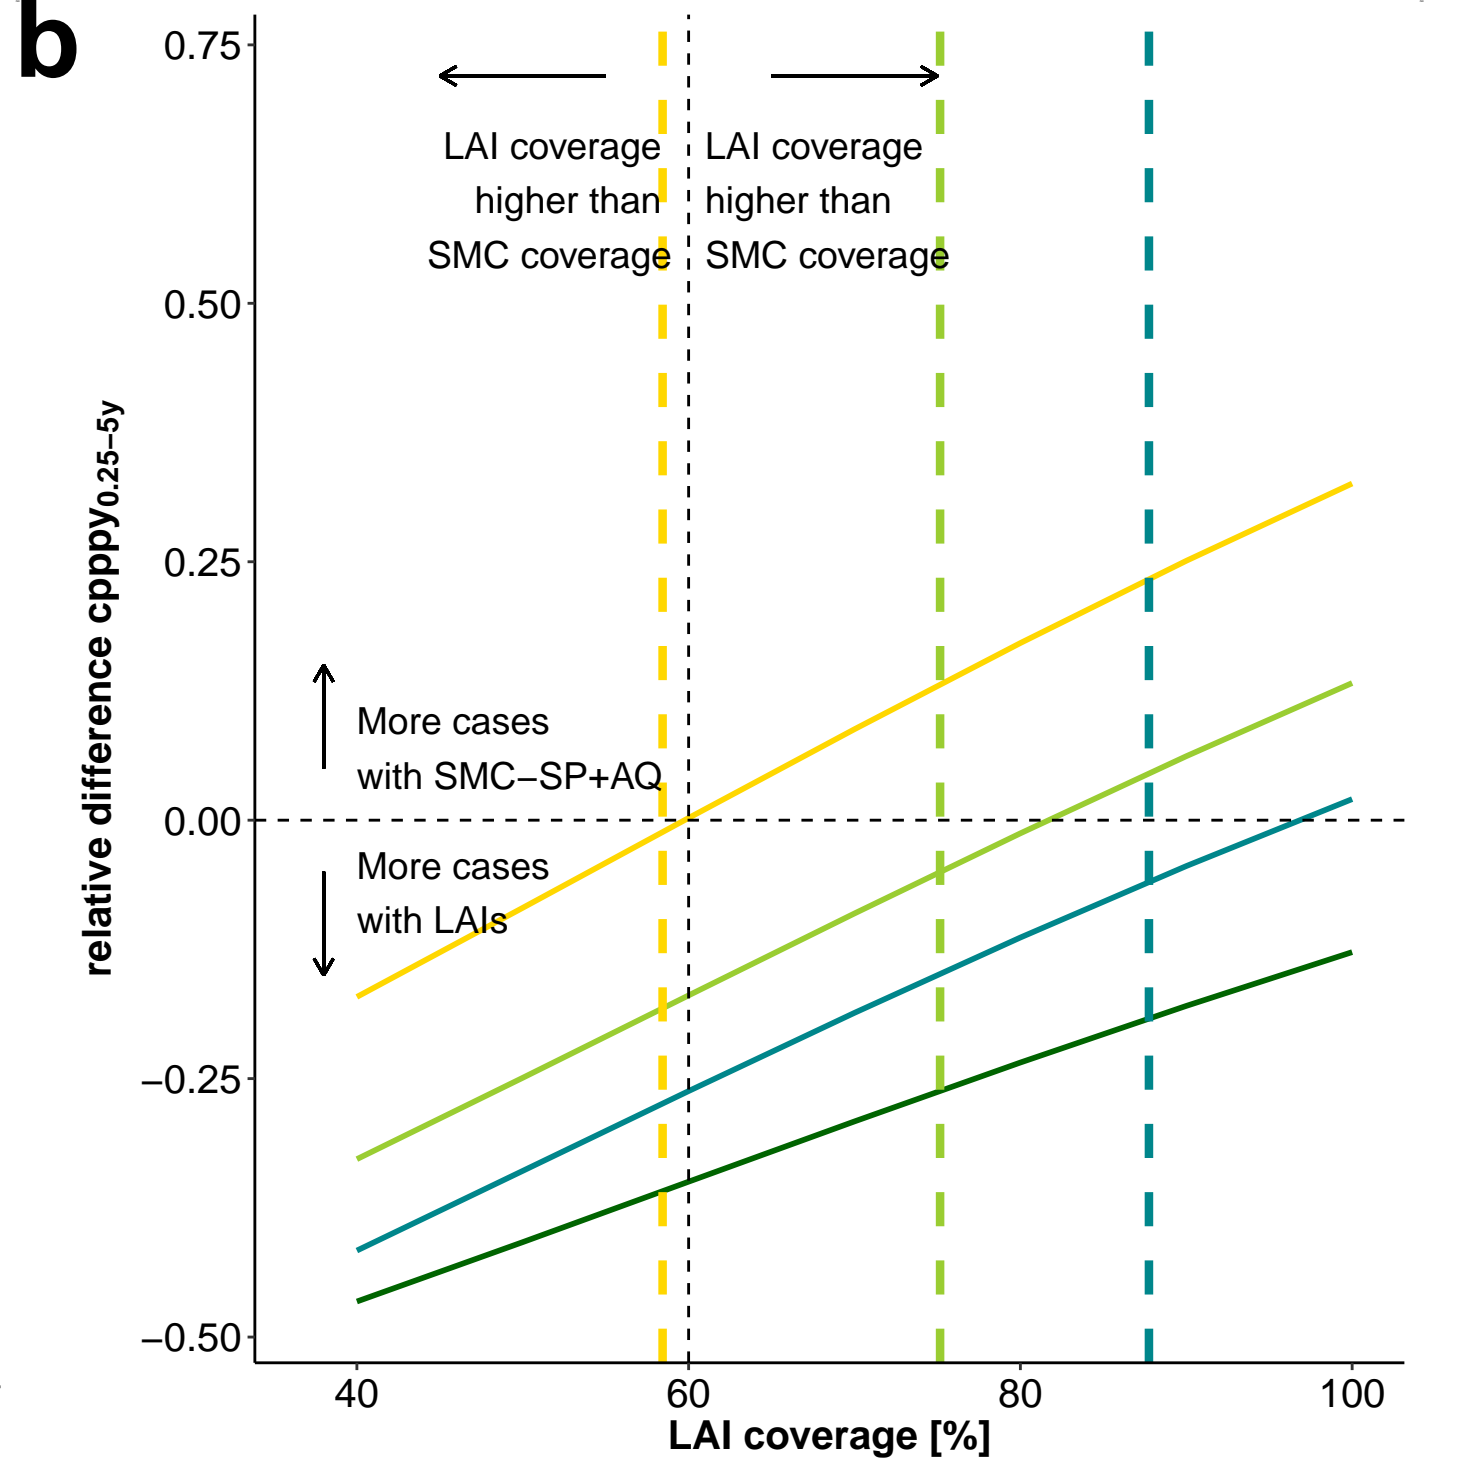 b
0.75
0.50
0.25
0.00
−0.25
−0.50
relative difference cpppy0.25−5y
LAI coverage
higher than
SMC coverage
LAI coverage
higher than
SMC coverage
More cases
with SMC−SP+AQ
More cases
with LAIs
40 60 80 100
LAI coverage [%]